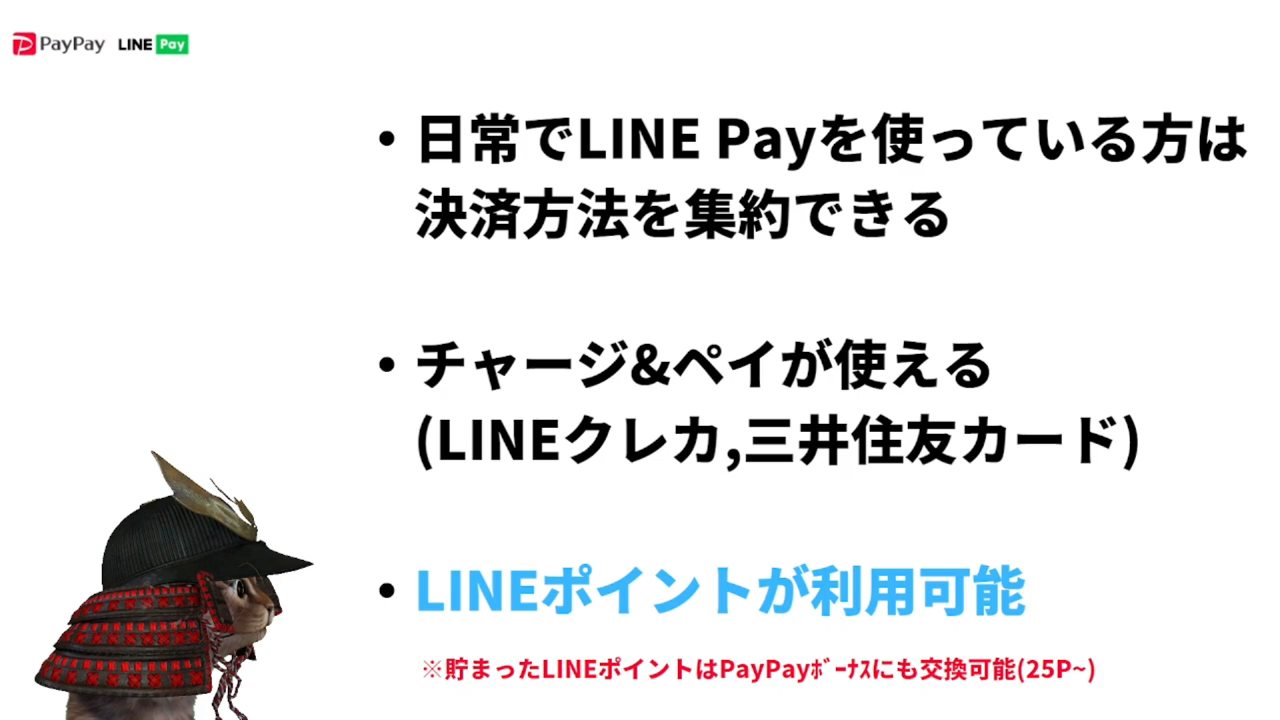 PayPay LINE Pay
・日常でLINE Payを使っている方は
決済方法を集約できる
・チャージ&ペイが使える
(LINEクレカ,三井住友カード)
・LINEポイントが利用可能
※貯まったLINEポイントはPayPayﾎﾞｰﾅｽにも交換可能(25P~)